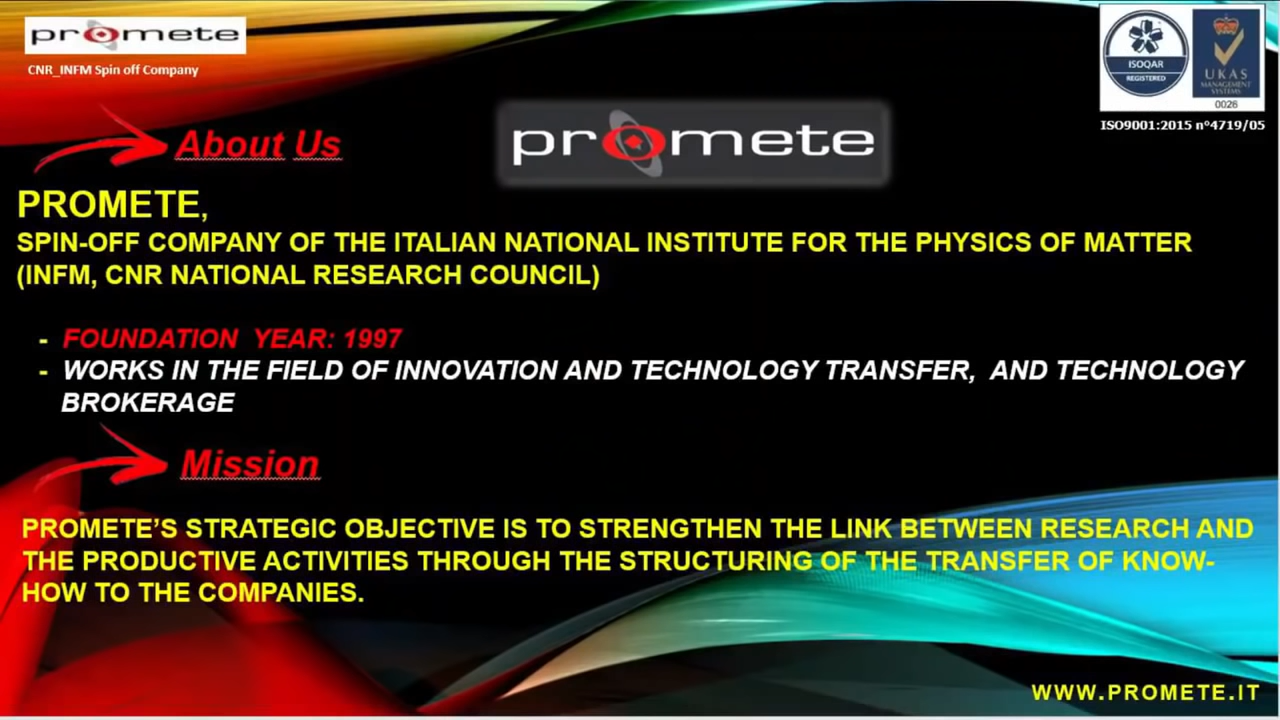 promete
CNR_INFM Spin off Company
ISOQAR
REGISTERED
UKAS
MANAGEMENT
SYSTEMS
0026
ISO9001:2015 n°4719/05
About Us
promete
PROMETE,
SPIN-OFF COMPANY OF THE ITALIAN NATIONAL INSTITUTE FOR THE PHYSICS OF MATTER
(INFM, CNR NATIONAL RESEARCH COUNCIL)
- FOUNDATION YEAR: 1997
- WORKS IN THE FIELD OF INNOVATION AND TECHNOLOGY TRANSFER, AND TECHNOLOGY
BROKERAGE
Mission
PROMETE’S STRATEGIC OBJECTIVE IS TO STRENGTHEN THE LINK BETWEEN RESEARCH AND
THE PRODUCTIVE ACTIVITIES THROUGH THE STRUCTURING OF THE TRANSFER OF KNOW-
HOW TO THE COMPANIES.
WWW.PROMETE.IT